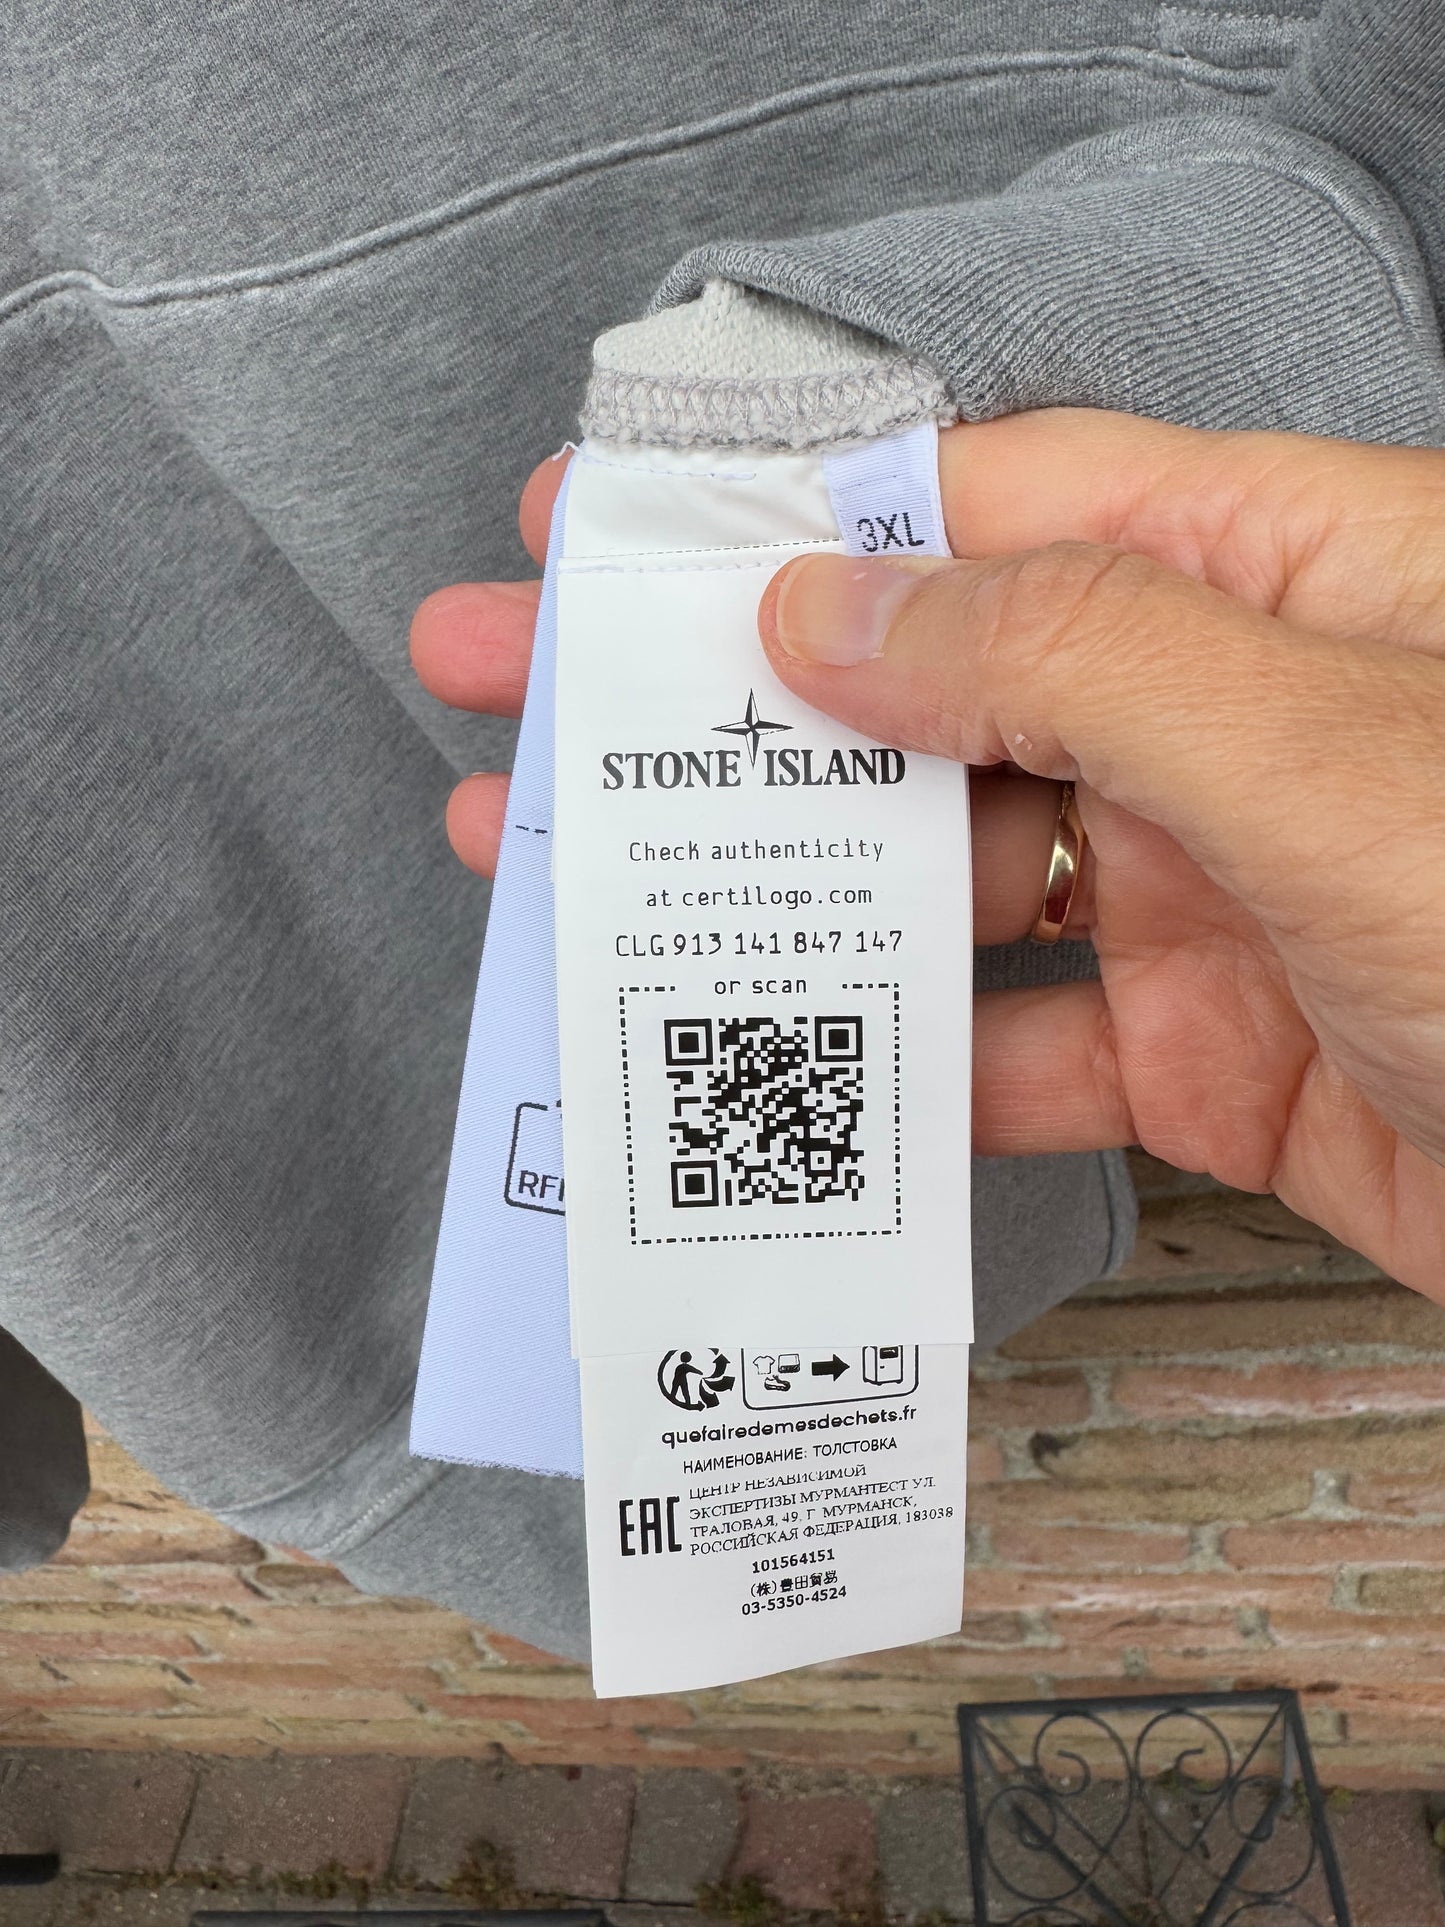 3XL
STONE ISLAND
Check authenticity
at certilogo.com
CLG 913 141 847 147
or scan
quefairedemesdechets.fr
НАИМЕНОВАНИЕ: ТОЛСТОВКА
ЦЕНТР НЕЗАВИСИМОЙ
ЭКСПЕРТИЗЫ МУРМАНТЕСТ УЛ.
ТРАЛОВАЯ, 49, Г. МУРМАНСК,
РОССИЙСКАЯ ФЕДЕРАЦИЯ, 183038
EAC
101564151
(株)豊田貿易
03-5350-4524